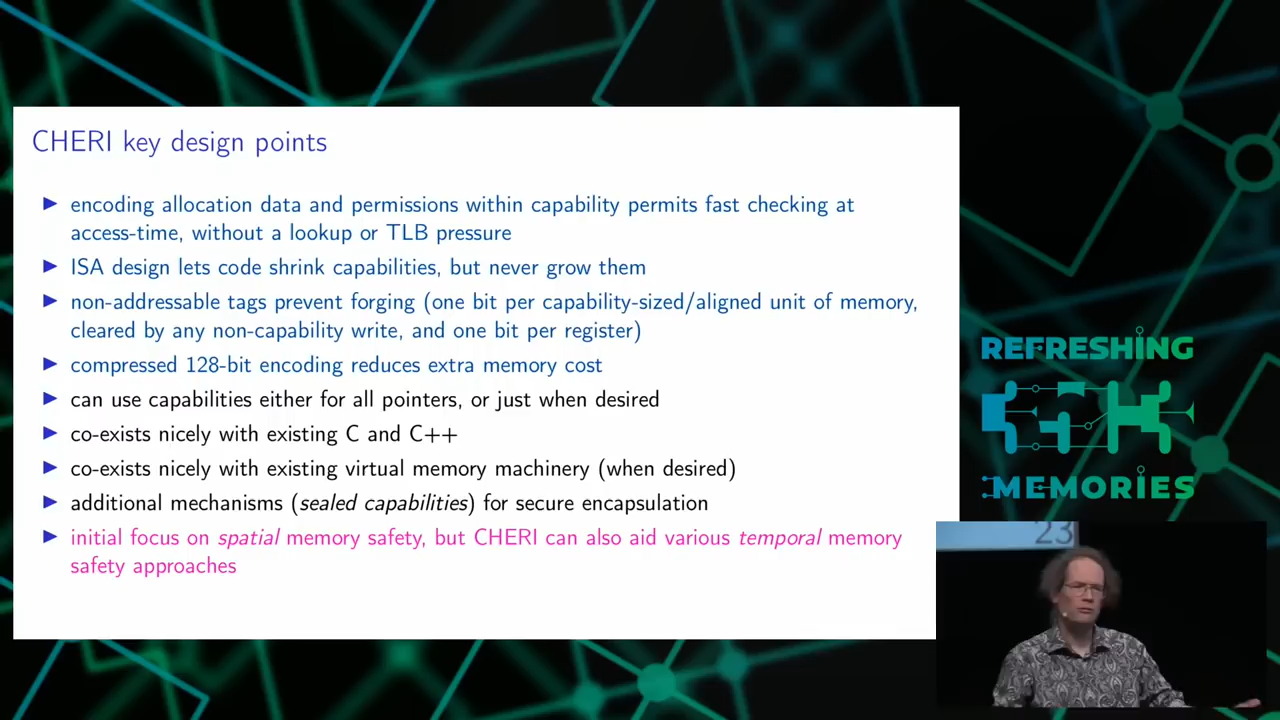 CHERI key design points
encoding allocation data and permissions within capability permits fast checking at
access-time, without a lookup or TLB pressure
ISA design lets code shrink capabilities, but never grow them
non-addressable tags prevent forging (one bit per capability-sized/aligned unit of memory,
cleared by any non-capability write, and one bit per register)
compressed 128-bit encoding reduces extra memory cost
can use capabilities either for all pointers, or just when desired
co-exists nicely with existing C and C++
co-exists nicely with existing virtual memory machinery (when desired)
additional mechanisms (sealed capabilities) for secure encapsulation
initial focus on spatial memory safety, but CHERI can also aid various temporal memory
safety approaches
REFRESHING
MEMORIES
23